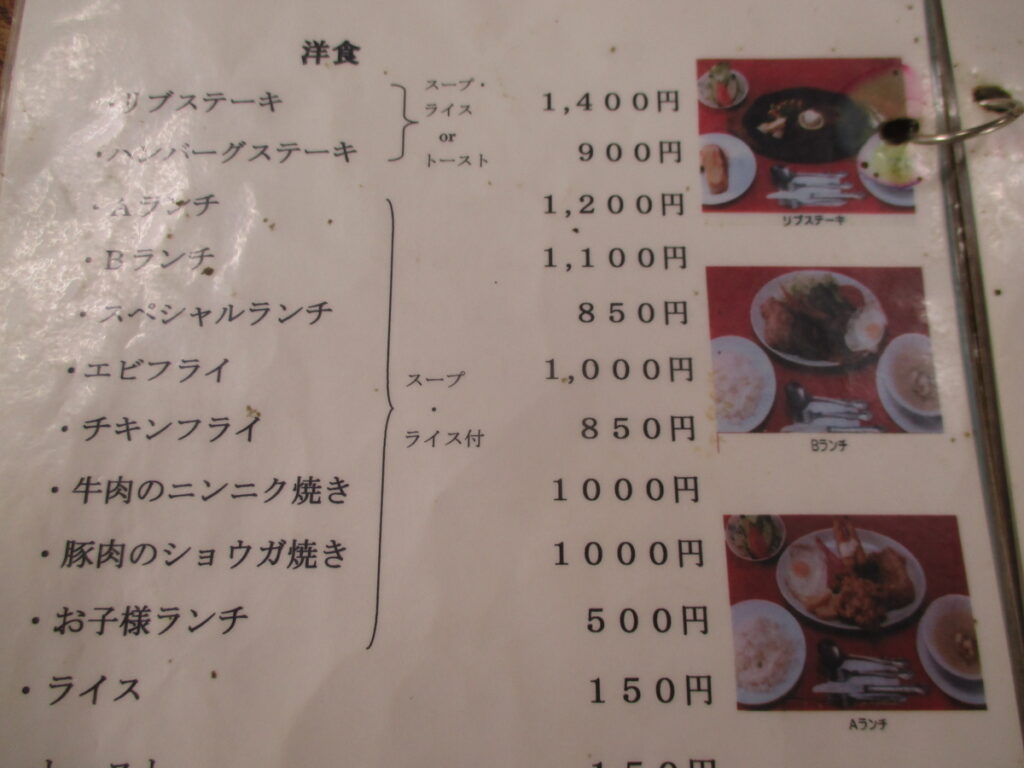 洋食
・リブステーキ 1,400円
・ハンバーグステーキ 900円
スープ・
ライス
or
トースト
・Aランチ 1,200円
・Bランチ 1,100円
・スペシャルランチ 850円
・エビフライ 1,000円
・チキンフライ 850円
スープ
・
ライス付
・牛肉のニンニク焼き 1000円
・豚肉のショウガ焼き 1000円
・お子様ランチ 500円
・ライス 150円
トースト 150円
リブステーキ
Bランチ
Aランチ